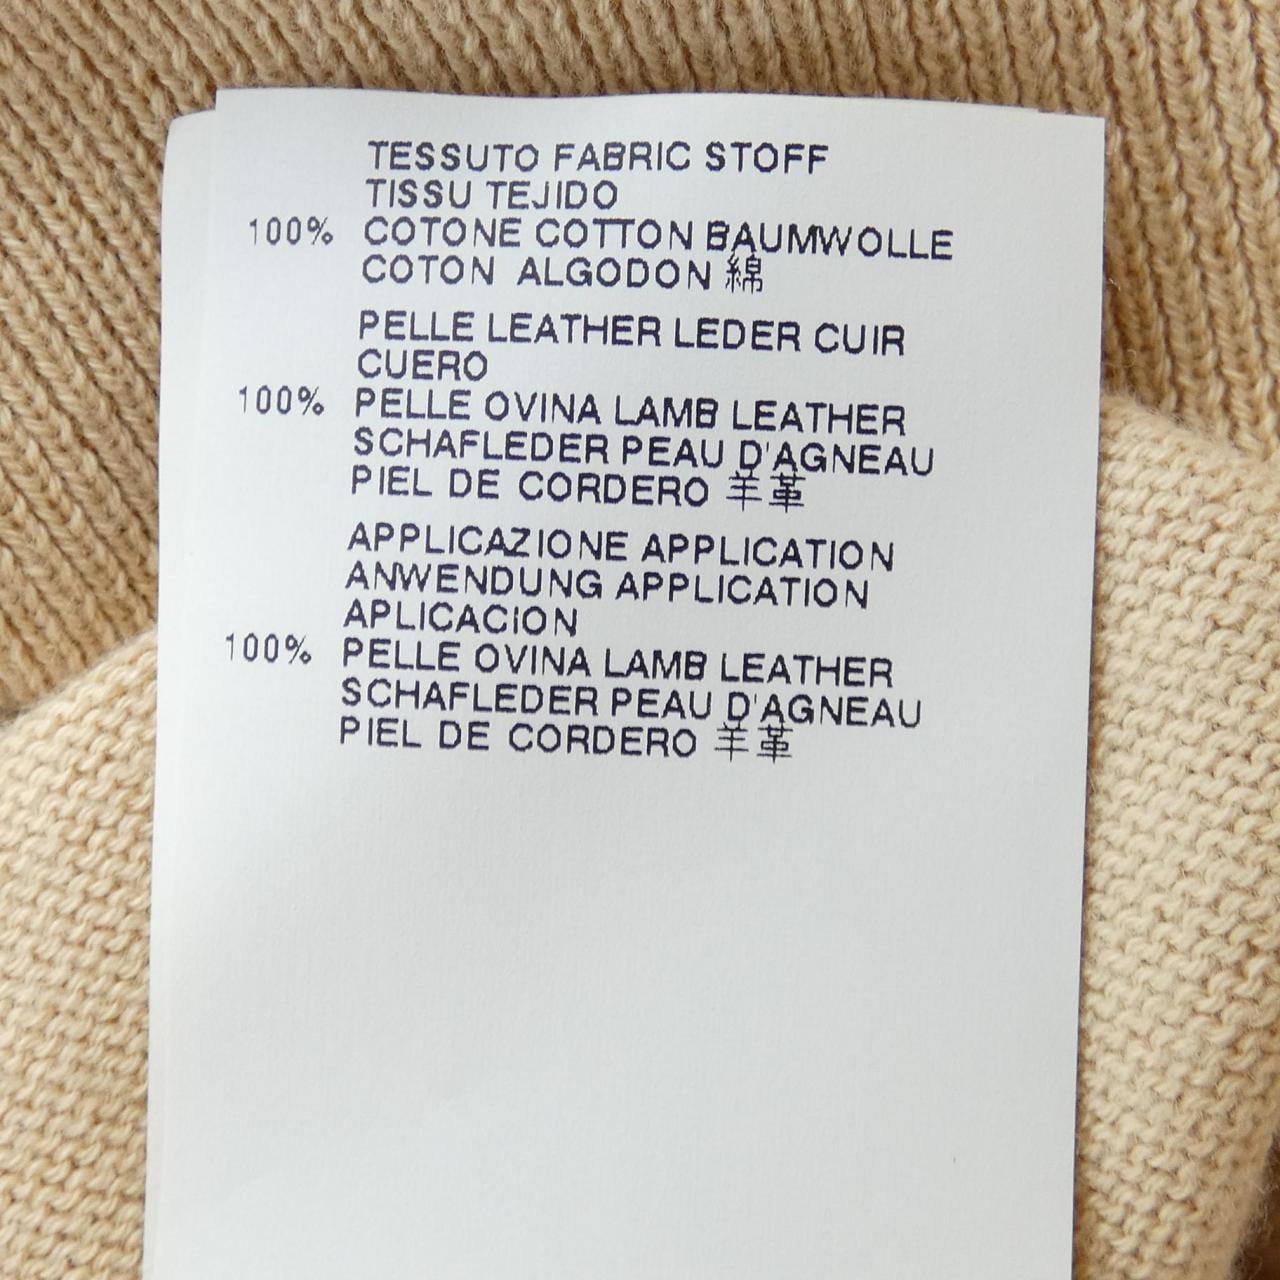 TESSUTO FABRIC STOFF
TISSU TEJIDO
100% COTONE COTTON BAUMWOLLE
COTON ALGODON 綿
PELLE LEATHER LEDER CUIR
CUERO
100% PELLE OVINA LAMB LEATHER
SCHAFLEDER PEAU D'AGNEAU
PIEL DE CORDERO 羊革
APPLICAZIONE APPLICATION
ANWENDUNG APPLICATION
APLICACION
100% PELLE OVINA LAMB LEATHER
SCHAFLEDER PEAU D'AGNEAU
PIEL DE CORDERO 羊革